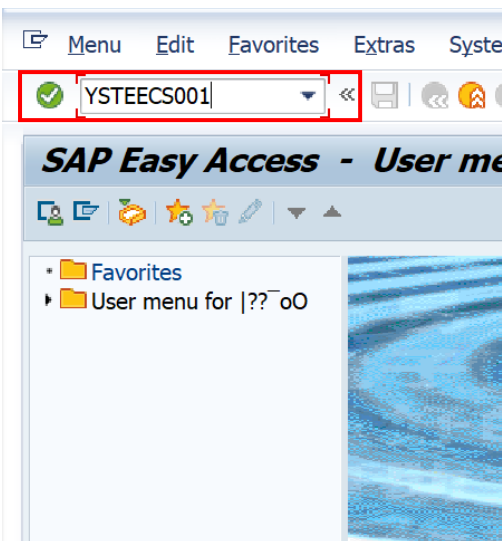 Menu Edit Favorites Extras Syste
YSTEECS001
SAP Easy Access - User me
Favorites
User menu for |??¯oO